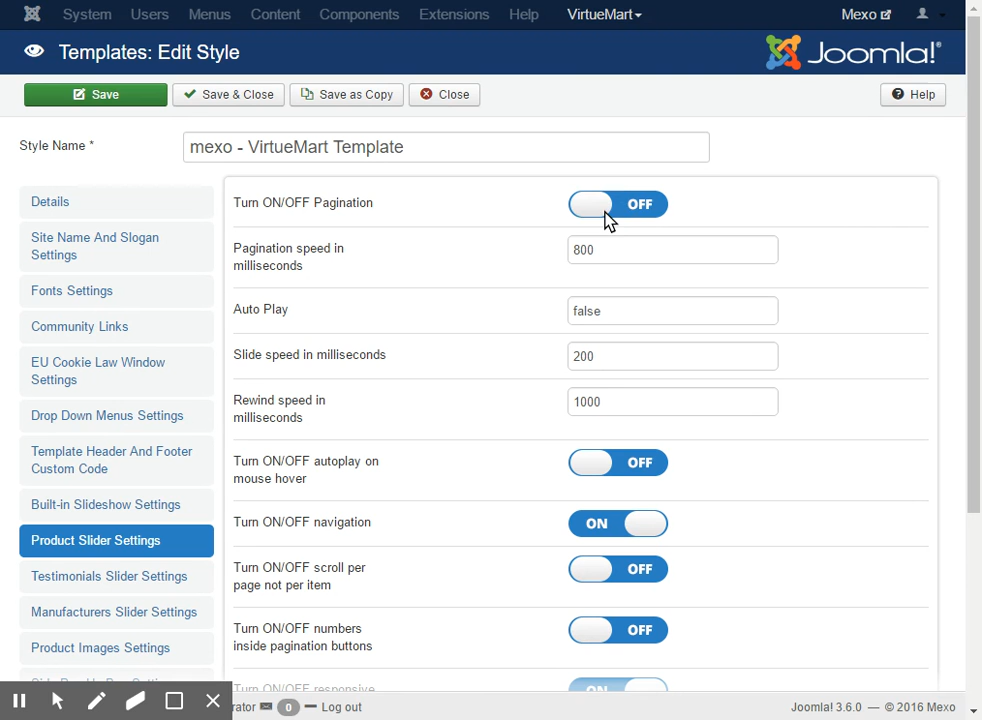 System Users Menus Content Components Extensions Help VirtueMart Mexo
Templates: Edit Style
Joomla!®
Save
Save & Close
Save as Copy
Close
Help
Style Name *
mexo - VirtueMart Template
Details
Site Name And Slogan
Settings
Fonts Settings
Community Links
EU Cookie Law Window
Settings
Drop Down Menus Settings
Template Header And Footer
Custom Code
Built-in Slideshow Settings
Product Slider Settings
Testimonials Slider Settings
Manufacturers Slider Settings
Product Images Settings
Turn ON/OFF Pagination
OFF
Pagination speed in
milliseconds
800
Auto Play
false
Slide speed in milliseconds
200
Rewind speed in
milliseconds
1000
Turn ON/OFF autoplay on
mouse hover
OFF
Turn ON/OFF navigation
ON
Turn ON/OFF scroll per
page not per item
OFF
Turn ON/OFF numbers
inside pagination buttons
OFF
Turn ON/OFF responsive
ON
rator 0 Log out
Joomla! 3.6.0 — © 2016 Mexo